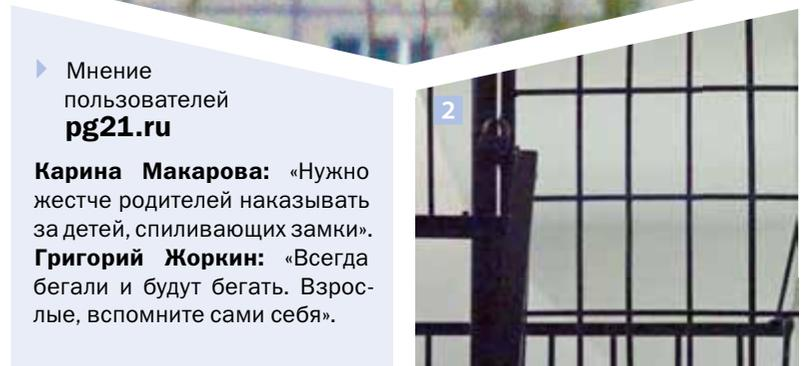 Мнение
пользователей
pg21.ru
Карина Макарова: «Нужно
жестче родителей наказывать
за детей, спиливающих замки».
Григорий Жоркин: «Всегда
бегали и будут бегать. Взрос-
лые, вспомните сами себя».
2